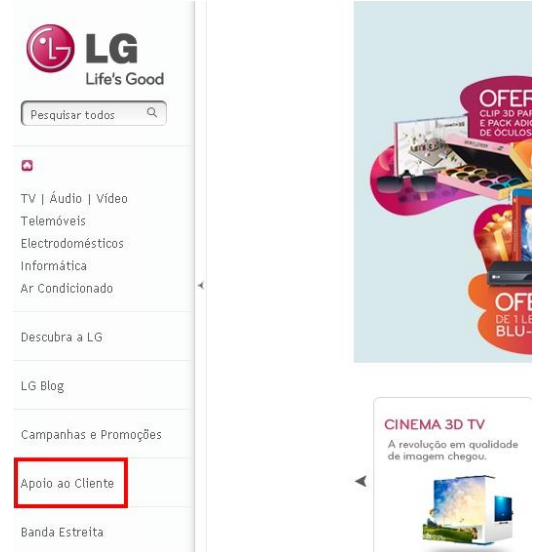 LG
Life's Good
Pesquisar todos
TV | Áudio | Vídeo
Telemóveis
Electrodomésticos
Informática
Ar Condicionado
Descubra a LG
LG Blog
Campanhas e Promoções
Apoio ao Cliente
Banda Estreita
OFER
CLIP 3D PAR
E PACK ADIC
DE ÓCULOS
OFE
DE 1 LE
BLU-
CINEMA 3D TV
A revolução em qualidade
de imagem chegou.